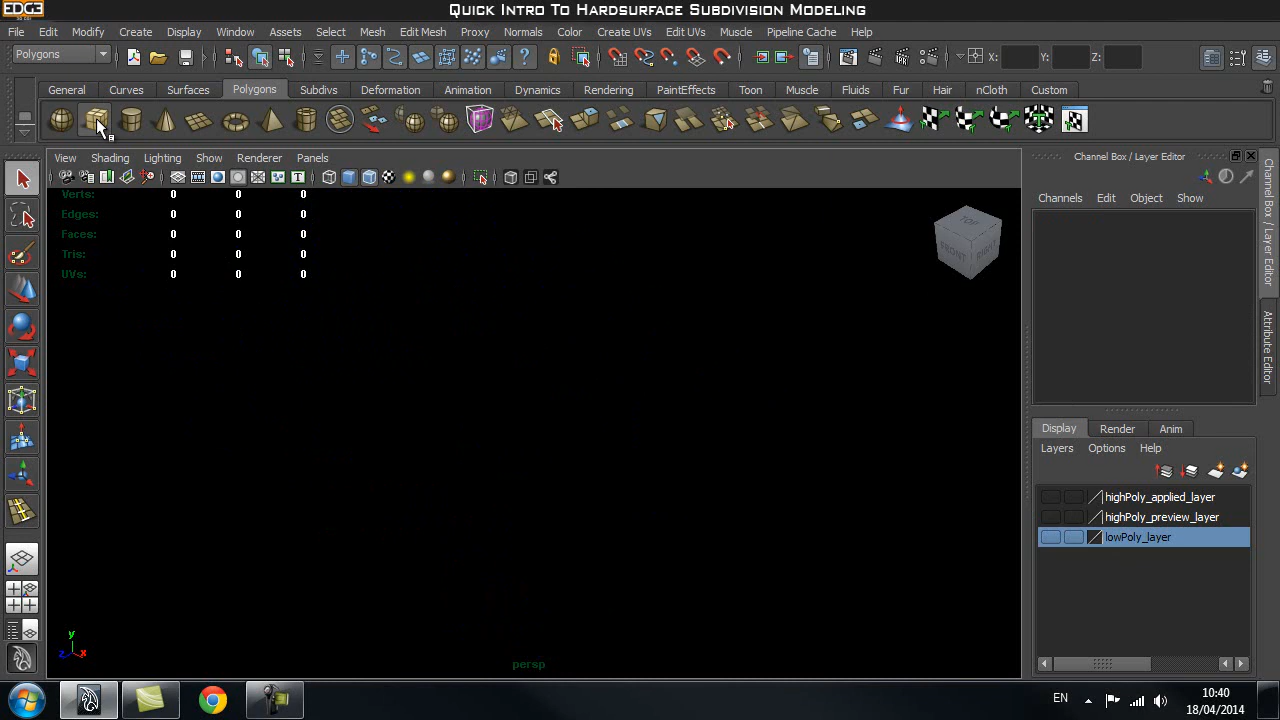 EDGE
QUICK INTRO TO HARDSURFACE SUBDIVISION MODELING
File Edit Modify Create Display Window Assets Select Mesh Edit Mesh Proxy Normals Color Create UVs Edit UVs Muscle Pipeline Cache Help
Polygons X: Y: Z:
General Curves Surfaces Polygons Subdivs Deformation Animation Dynamics Rendering PaintEffects Toon Muscle Fluids Fur Hair nCloth Custom
View Shading Lighting Show Renderer Panels
Channel Box / Layer Editor
Verts: 0 0 0
Edges: 0 0 0
Faces: 0 0 0
Tris: 0 0 0
UVs: 0 0 0
TOP
FRONT
RIGHT
Channels Edit Object Show
Channel Box / Layer Editor
Attribute Editor
Display Render Anim
Layers Options Help
highPoly_applied_layer
highPoly_preview_layer
lowPoly_layer
y
z x
persp
EN
10:40
18/04/2014